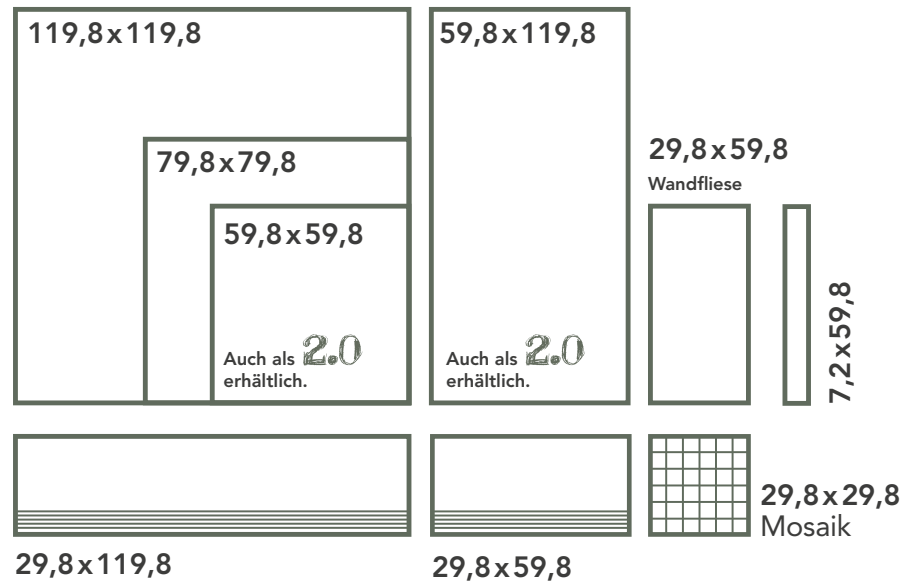 119,8 x 119,8
79,8 x 79,8
59,8 x 59,8
Auch als 2.0
erhältlich.
59,8 x 119,8
Auch als 2.0
erhältlich.
29,8 x 59,8
Wandfliese
7,2 x 59,8
29,8 x 119,8
29,8 x 59,8
29,8 x 29,8
Mosaik